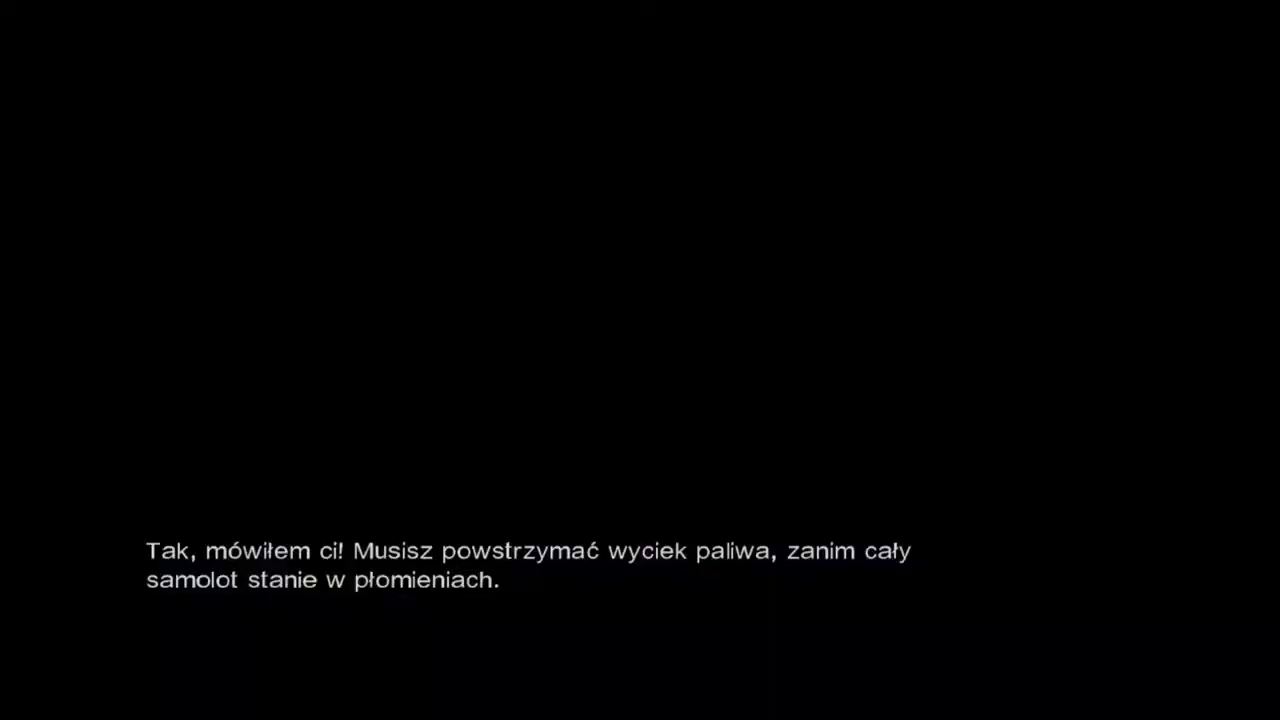 Tak, mówiłem ci! Musisz powstrzymać wyciek paliwa, zanim cały
samolot stanie w płomieniach.